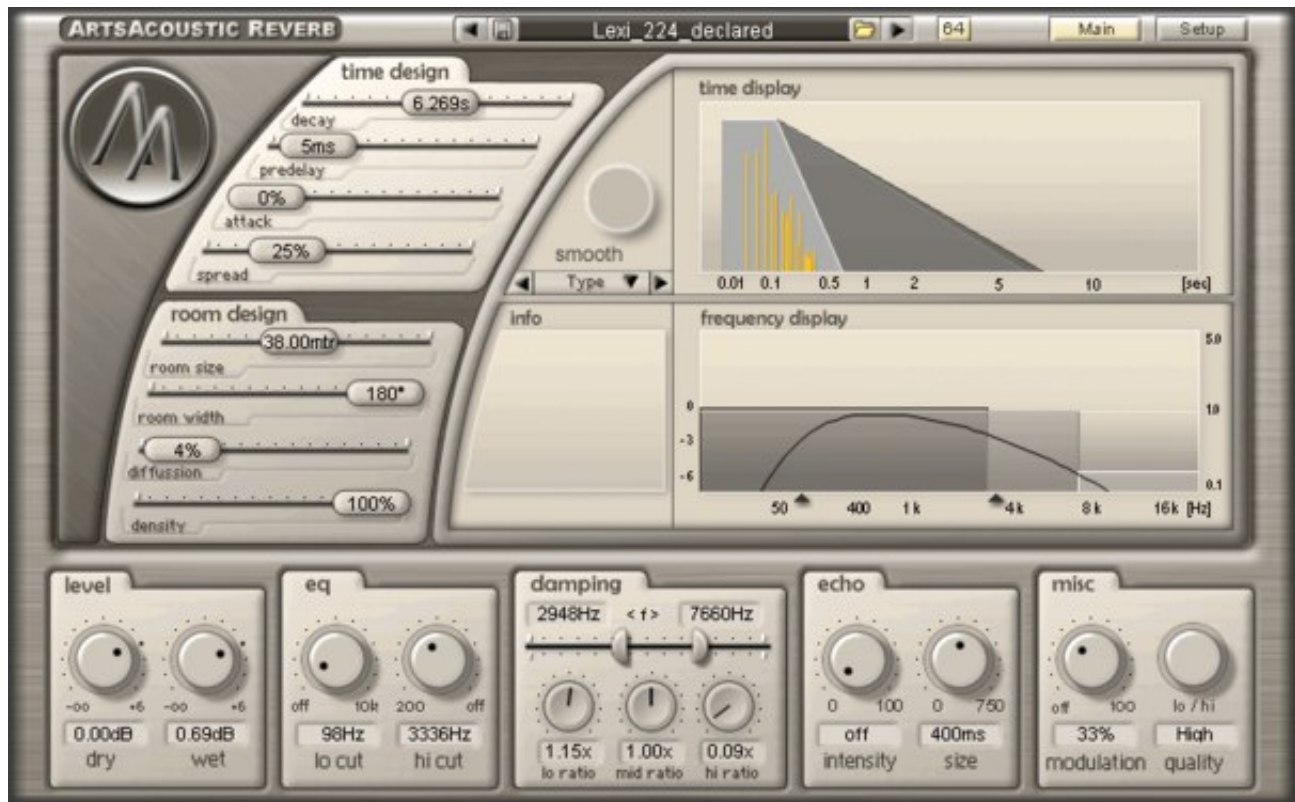 ARTSACOUSTIC REVERB
Lexi_224_declared
64
Main
Setup
time design
6.269s
decay
5ms
predelay
0%
attack
25%
spread
room design
38.00mtr
room size
180°
room width
4%
diffussion
100%
density
smooth
Type
time display
0.01 0.1 0.5 1 2 5 10 [sec]
info
frequency display
5.0
0
1.0
-3
-6
0.1
50 400 1k 4k 8k 16k [Hz]
level
-oo +6 -oo +6
0.00dB 0.69dB
dry wet
eq
off 10k 200 off
98Hz 3336Hz
lo cut hi cut
damping
2948Hz < f > 7660Hz
1.15x 1.00x 0.09x
lo ratio mid ratio hi ratio
echo
0 100 0 750
off 400ms
intensity size
misc
off 100 lo / hi
33% High
modulation quality